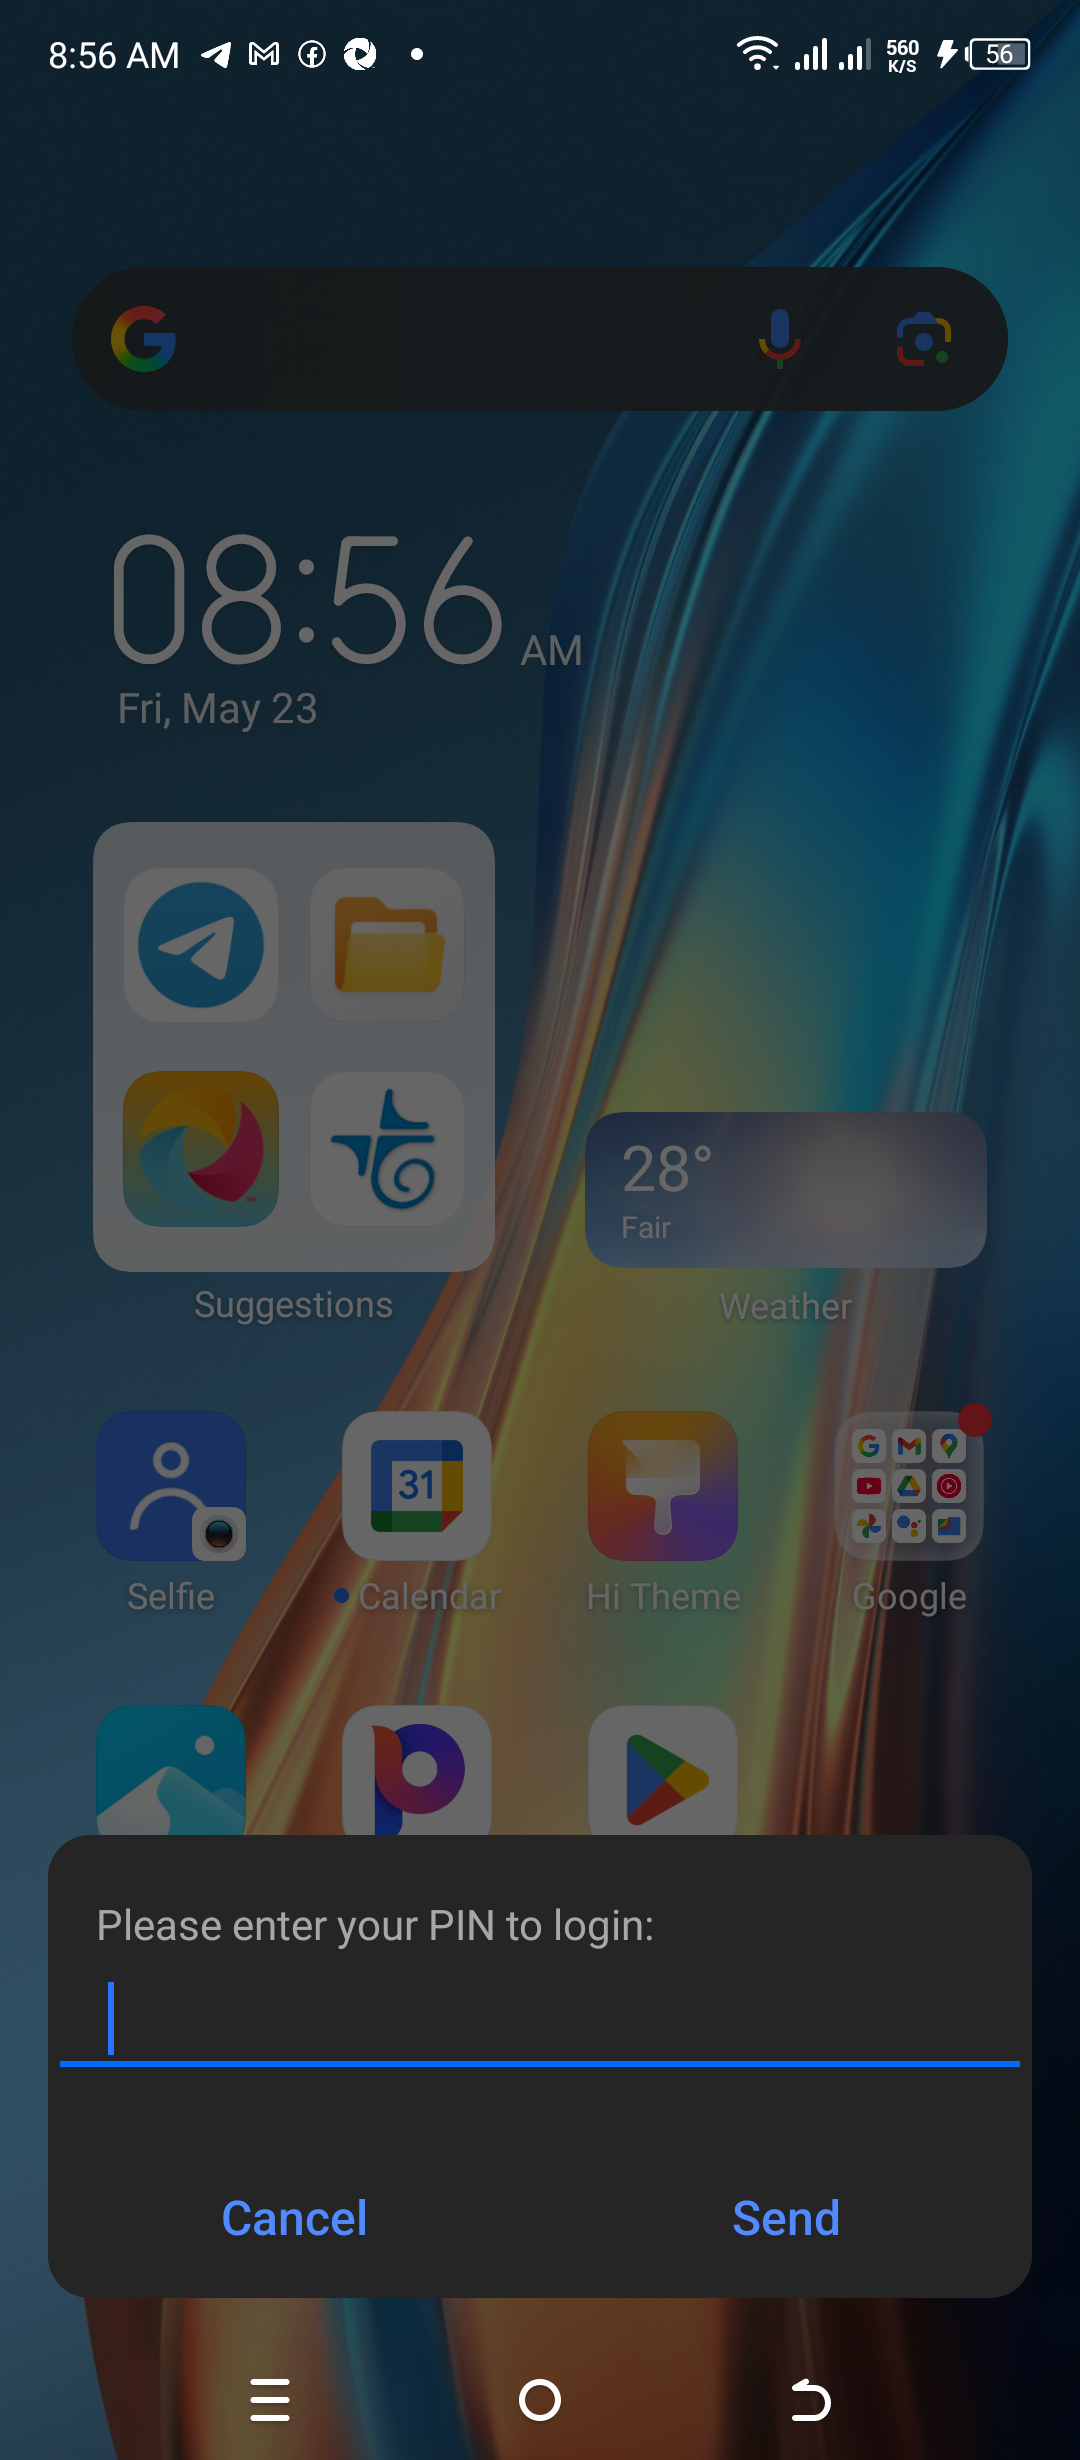 8:56 AM
560
K/S
56
08:56 AM
Fri, May 23
28°
Fair
Suggestions
Weather
31
Selfie
Calendar
Hi Theme
Google
Please enter your PIN to login:
Cancel
Send